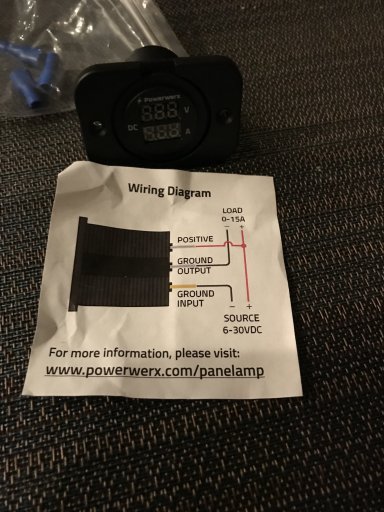 Powerwerx
V
DC
A
Wiring Diagram
LOAD
0-15A
- +
POSITIVE
GROUND
OUTPUT
GROUND
INPUT
- +
SOURCE
6-30VDC
For more information, please visit:
www.powerwerx.com/panelamp